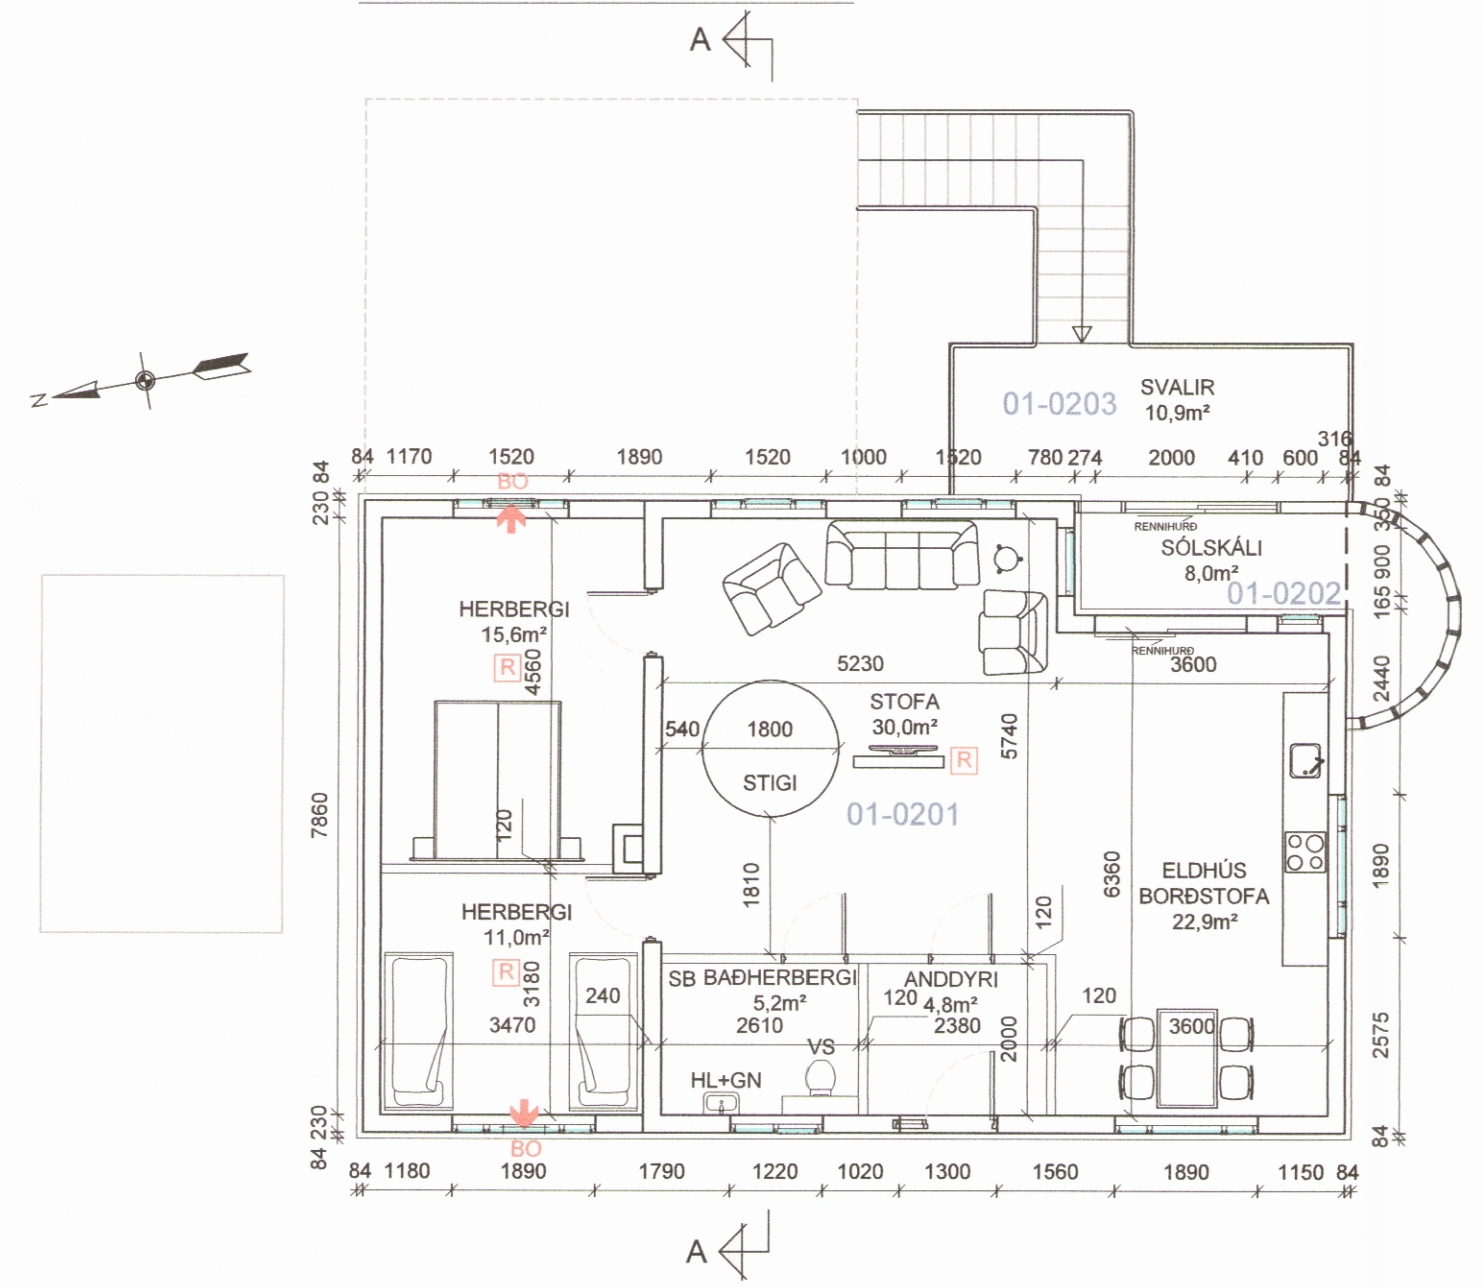 A
N
01-0203
SVALIR
10,9m²
316
84 1170 1520 1890 1520 1000 1520 780 274 2000 410 600 84
84
BO
84
230
350
RENNIHURÐ
SÓLSKÁLI
8,0m²
01-0202
900
165
HERBERGI
15,6m²
R
4560
RENNIHURÐ
5230
3600
2440
STOFA
30,0m²
540
1800
5740
R
STIGI
01-0201
7860
120
1810
6360
1890
ELDHÚS
BORÐSTOFA
22,9m²
HERBERGI
11,0m²
R
3180
120
SB BAÐHERBERGI
5,2m²
ANDDYRI
4,8m²
240
120
120
3470
2610
2380
2000
3600
2575
VS
HL+GN
230
84
84
BO
84 1180 1890 1790 1220 1020 1300 1560 1890 1150 84
A